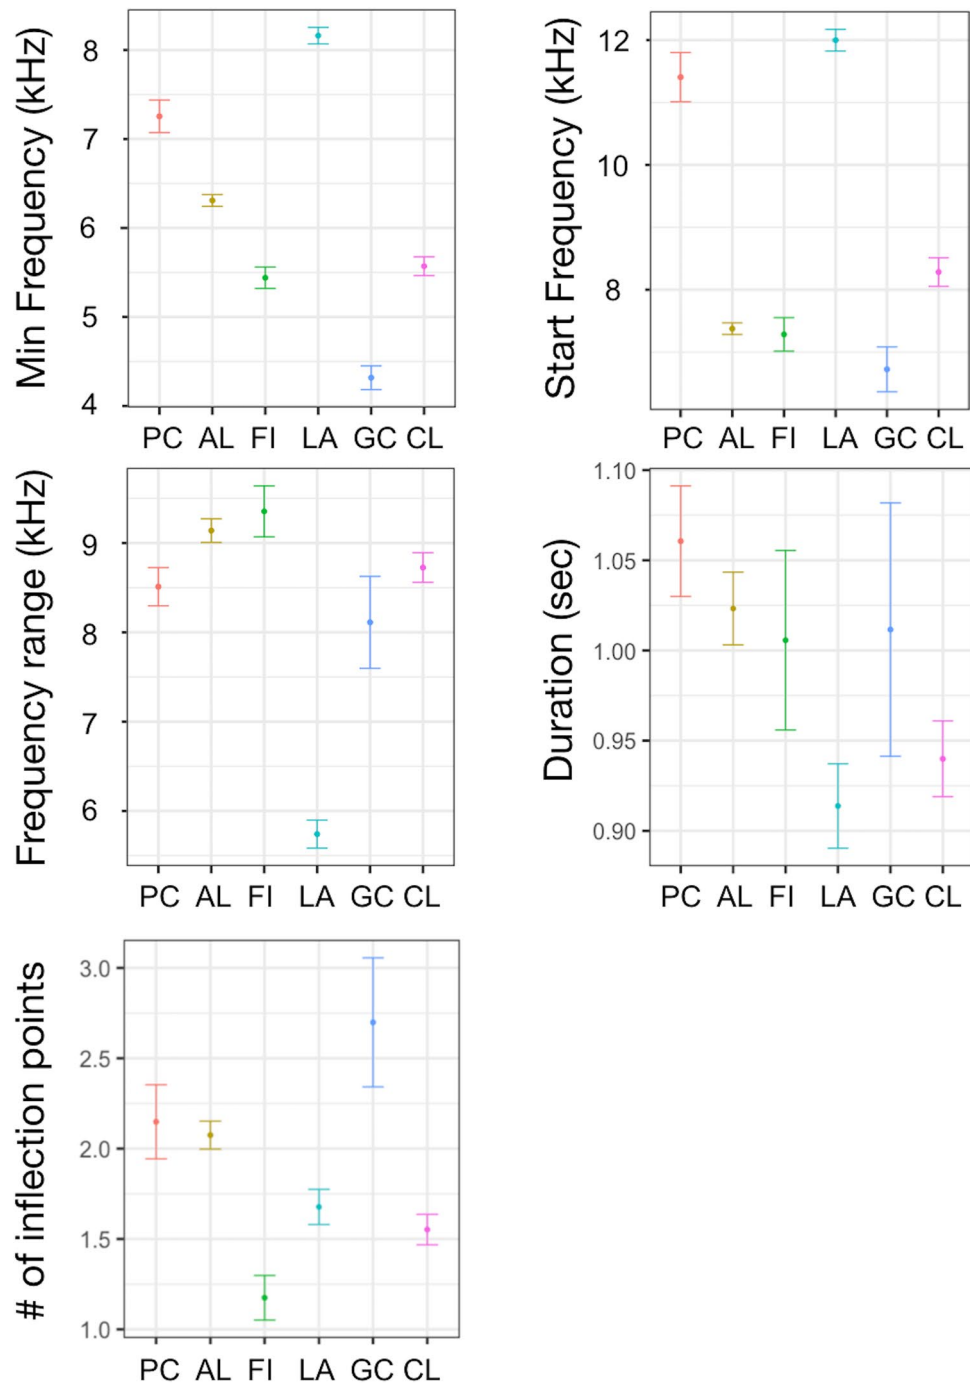 Min Frequency (kHz)
8
7
6
5
4
PC AL FI LA GC CL
Start Frequency (kHz)
12
10
8
PC AL FI LA GC CL
Frequency range (kHz)
9
8
7
6
PC AL FI LA GC CL
Duration (sec)
1.10
1.05
1.00
0.95
0.90
PC AL FI LA GC CL
# of inflection points
3.0
2.5
2.0
1.5
1.0
PC AL FI LA GC CL